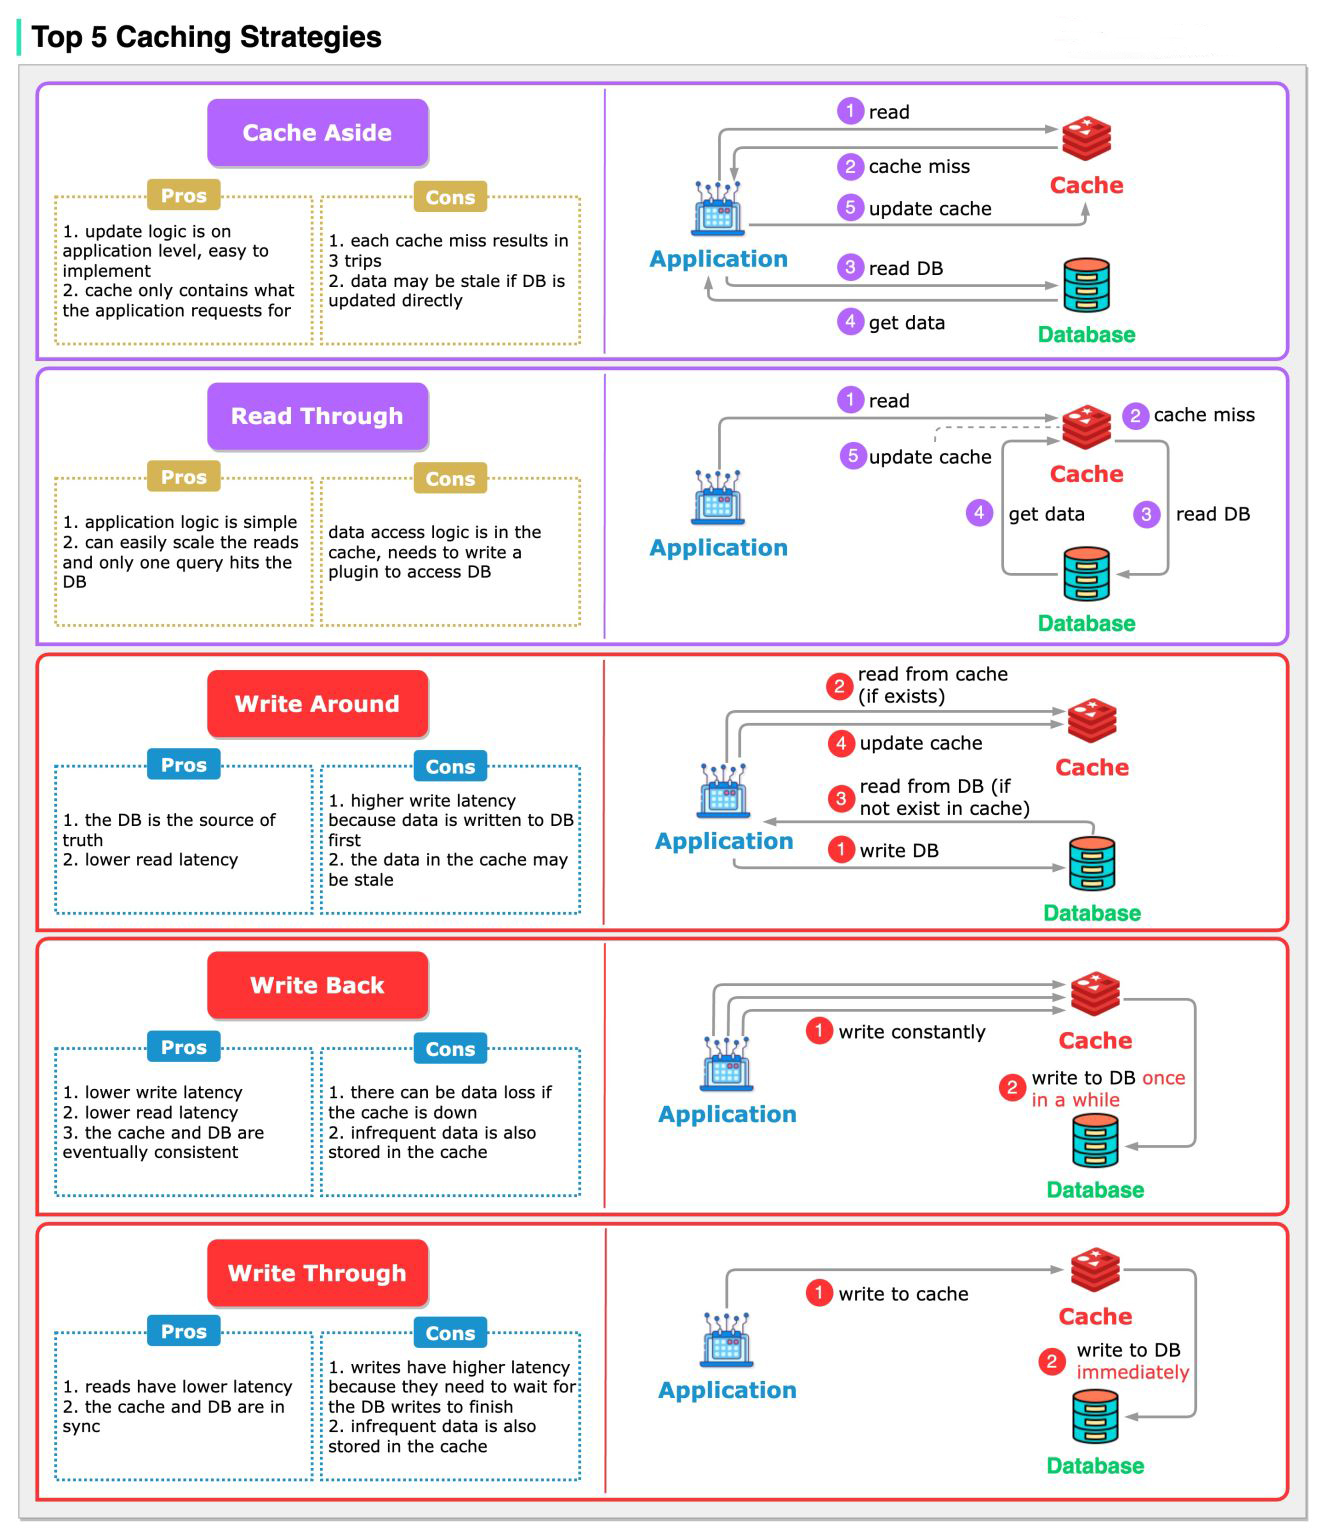 Top 5 Caching Strategies
Cache Aside
Pros
1. update logic is on
application level, easy to
implement
2. cache only contains what
the application requests for
Cons
1. each cache miss results in
3 trips
2. data may be stale if DB is
updated directly
1 read
2 cache miss
5 update cache
3 read DB
4 get data
Application
Cache
Database
Read Through
Pros
1. application logic is simple
2. can easily scale the reads
and only one query hits the
DB
Cons
data access logic is in the
cache, needs to write a
plugin to access DB
1 read
2 cache miss
5 update cache
4 get data
3 read DB
Application
Cache
Database
Write Around
Pros
1. the DB is the source of
truth
2. lower read latency
Cons
1. higher write latency
because data is written to DB
first
2. the data in the cache may
be stale
2 read from cache
(if exists)
4 update cache
3 read from DB (if
not exist in cache)
1 write DB
Application
Cache
Database
Write Back
Pros
1. lower write latency
2. lower read latency
3. the cache and DB are
eventually consistent
Cons
1. there can be data loss if
the cache is down
2. infrequent data is also
stored in the cache
1 write constantly
2 write to DB once
in a while
Application
Cache
Database
Write Through
Pros
1. reads have lower latency
2. the cache and DB are in
sync
Cons
1. writes have higher latency
because they need to wait for
the DB writes to finish
2. infrequent data is also
stored in the cache
1 write to cache
2 write to DB
immediately
Application
Cache
Database